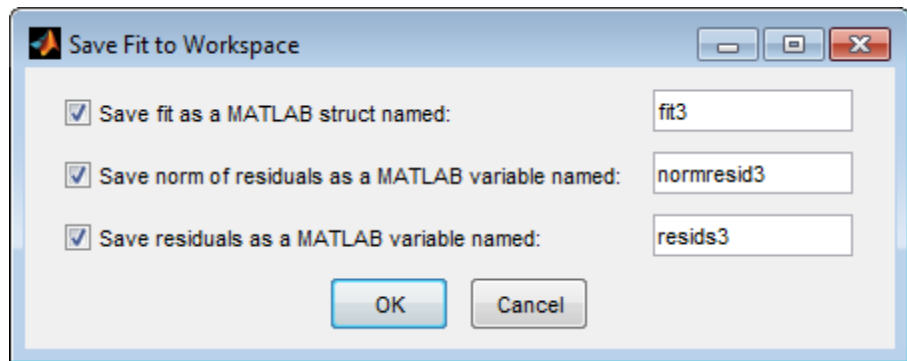 Save Fit to Workspace
Save fit as a MATLAB struct named: fit3
Save norm of residuals as a MATLAB variable named: normresid3
Save residuals as a MATLAB variable named: resids3
OK Cancel